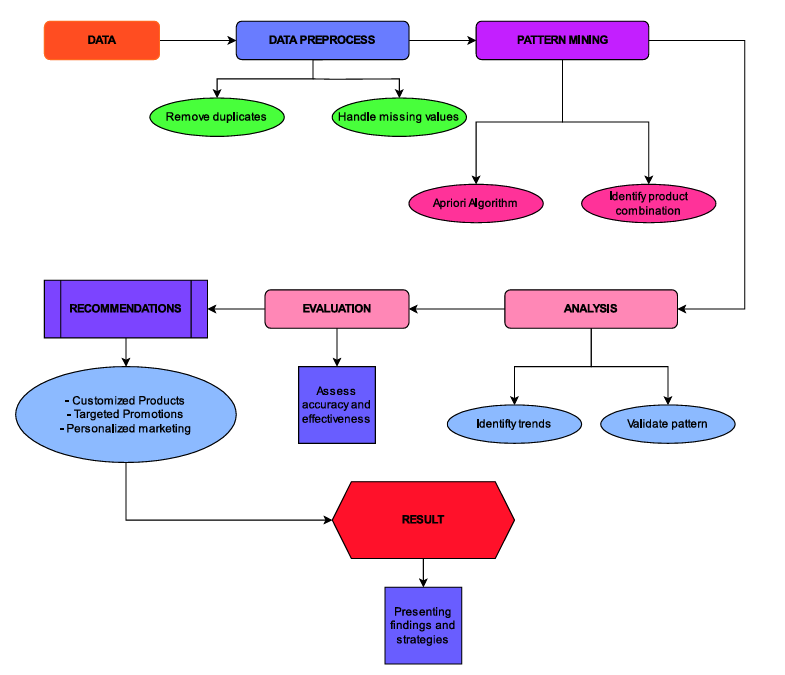 DATA
DATA PREPROCESS
PATTERN MINING
Remove duplicates
Handle missing values
Apriori Algorithm
Identify product
combination
RECOMMENDATIONS
EVALUATION
ANALYSIS
- Customized Products
- Targeted Promotions
- Personalized marketing
Assess
accuracy and
effectiveness
Identifty trends
Validate pattern
RESULT
Presenting
findings and
strategies